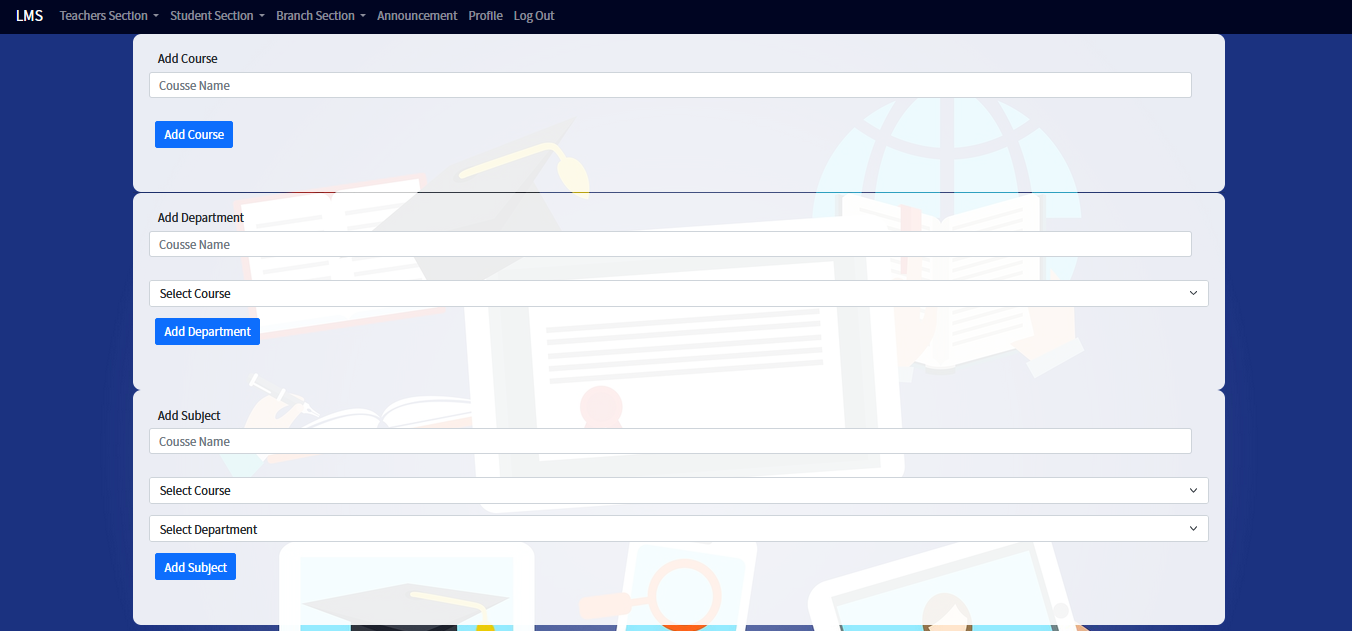 LMS Teachers Section Student Section Branch Section Announcement Profile Log Out
Add Course
Cousse Name
Add Course
Add Department
Cousse Name
Select Course
Add Department
Add Subject
Cousse Name
Select Course
Select Department
Add Subject